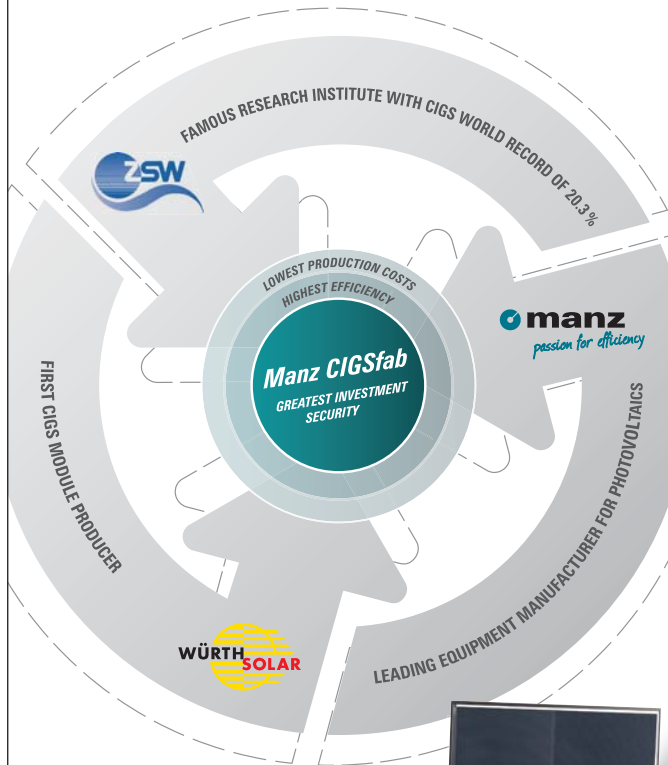 FAMOUS RESEARCH INSTITUTE WITH CIGS WORLD RECORD OF 20.3 %
ZSW
LOWEST PRODUCTION COSTS
HIGHEST EFFICIENCY
manz
passion for efficiency
Manz CIGSfab
GREATEST INVESTMENT
SECURITY
FIRST CIGS MODULE PRODUCER
LEADING EQUIPMENT MANUFACTURER FOR PHOTOVOLTAICS
WÜRTH
SOLAR